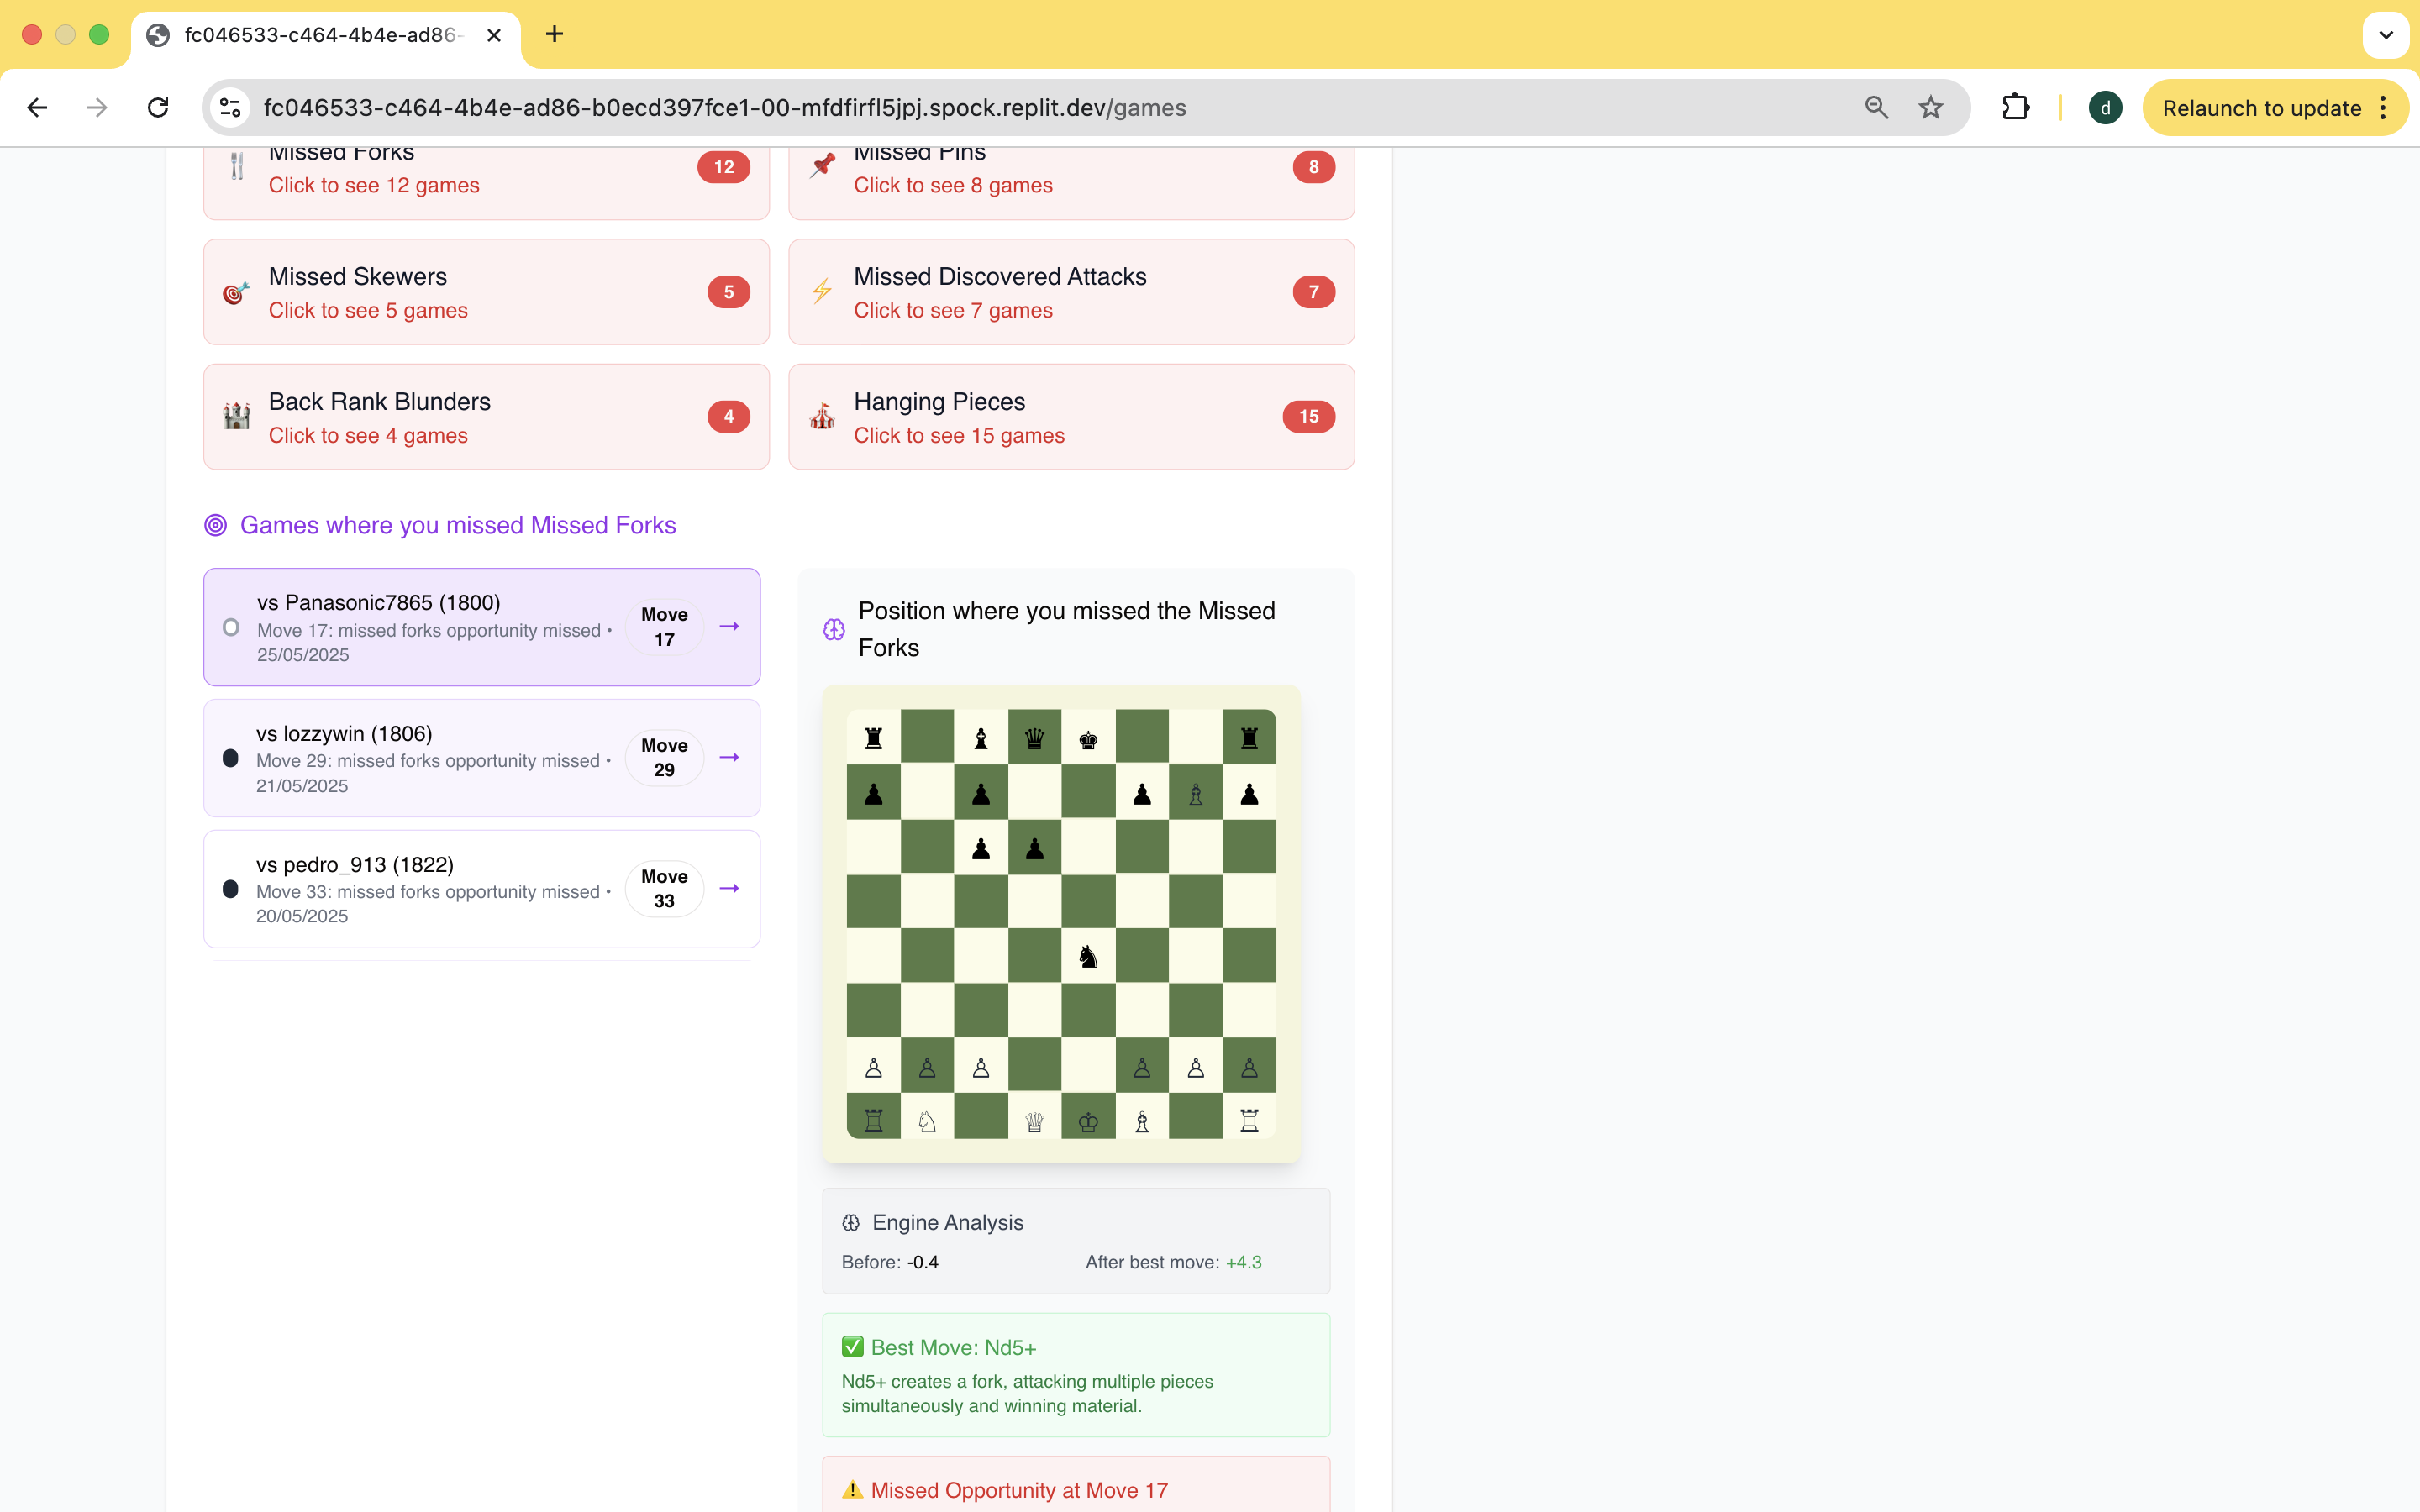 fc046533-c464-4b4e-ad86-
fc046533-c464-4b4e-ad86-b0ecd397fce1-00-mfdfirfl5jpj.spock.replit.dev/games
d
Relaunch to update
Missed Forks
Click to see 12 games
12
Missed Pins
Click to see 8 games
8
Missed Skewers
Click to see 5 games
5
Missed Discovered Attacks
Click to see 7 games
7
Back Rank Blunders
Click to see 4 games
4
Hanging Pieces
Click to see 15 games
15
Games where you missed Missed Forks
vs Panasonic7865 (1800)
Move 17: missed forks opportunity missed •
25/05/2025
Move
17
→
vs lozzywin (1806)
Move 29: missed forks opportunity missed •
21/05/2025
Move
29
→
vs pedro_913 (1822)
Move 33: missed forks opportunity missed •
20/05/2025
Move
33
→
Position where you missed the Missed
Forks
Engine Analysis
Before: -0.4
After best move: +4.3
✅ Best Move: Nd5+
Nd5+ creates a fork, attacking multiple pieces
simultaneously and winning material.
⚠️ Missed Opportunity at Move 17